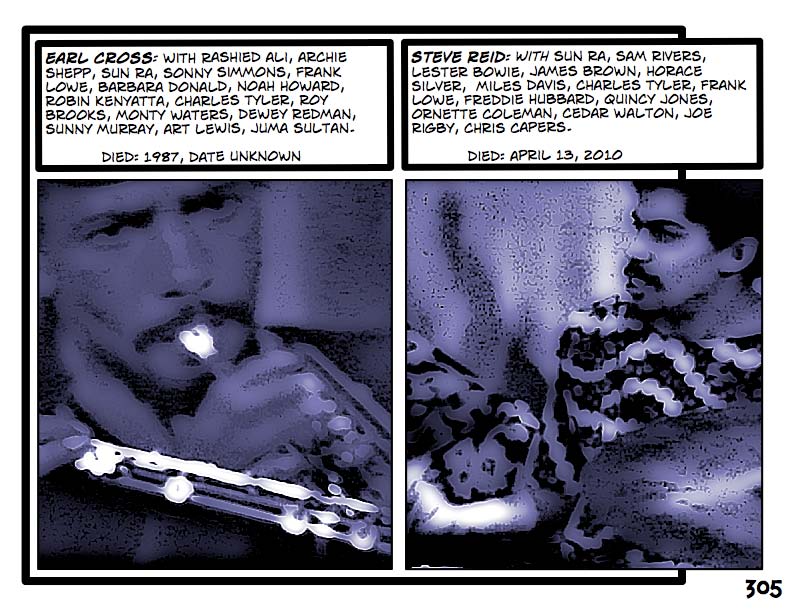 EARL CROSS: WITH RASHIED ALI, ARCHIE
SHEPP, SUN RA, SONNY SIMMONS, FRANK
LOWE, BARBARA DONALD, NOAH HOWARD,
ROBIN KENYATTA, CHARLES TYLER, ROY
BROOKS, MONTY WATERS, DEWEY REDMAN,
SUNNY MURRAY, ART LEWIS, JUMA SULTAN.
DIED: 1987, DATE UNKNOWN
STEVE REID: WITH SUN RA, SAM RIVERS,
LESTER BOWIE, JAMES BROWN, HORACE
SILVER, MILES DAVIS, CHARLES TYLER, FRANK
LOWE, FREDDIE HUBBARD, QUINCY JONES,
ORNETTE COLEMAN, CEDAR WALTON, JOE
RIGBY, CHRIS CAPERS.
DIED: APRIL 13, 2010
305